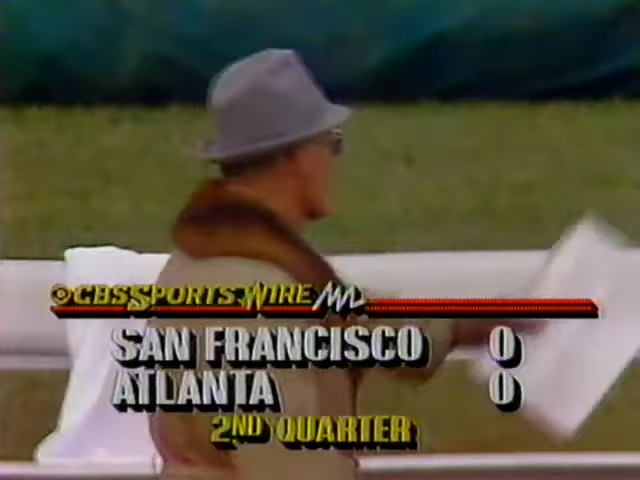 CBS SPORTS WIRE
SAN FRANCISCO 0
ATLANTA 0
2ND QUARTER